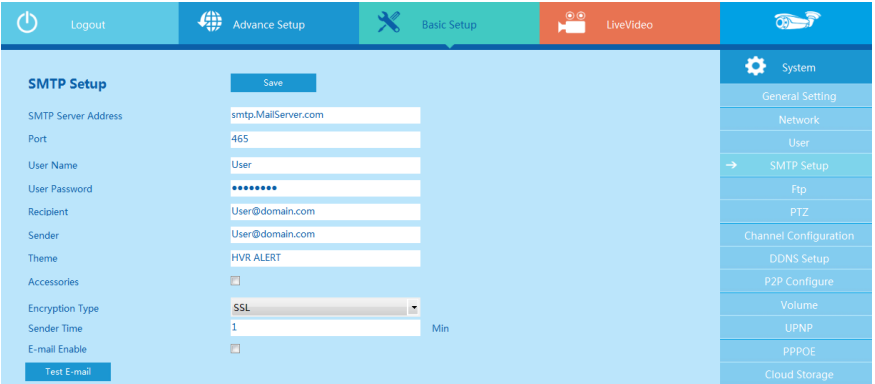 Logout
Advance Setup
Basic Setup
LiveVideo
SMTP Setup
Save
SMTP Server Address smtp.MailServer.com
Port 465
User Name User
User Password ••••••••
Recipient User@domain.com
Sender User@domain.com
Theme HVR ALERT
Accessories
Encryption Type SSL
Sender Time 1 Min
E-mail Enable
Test E-mail
System
General Setting
Network
User
SMTP Setup
Ftp
PTZ
Channel Configuration
DDNS Setup
P2P Configure
Volume
UPNP
PPPOE
Cloud Storage